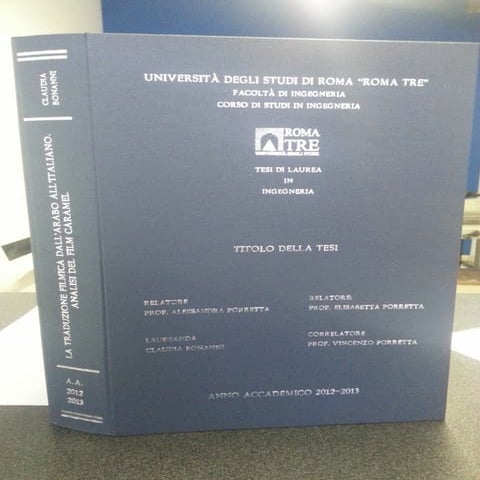 CLAUDIA
BONANNI
LA TRADUZIONE FILMICA DALL'ARABO ALL'ITALIANO.
ANALISI DEL FILM CARAMEL
A.A.
2012
2013
UNIVERSITÀ DEGLI STUDI DI ROMA "ROMA TRE"
FACOLTÀ DI INGEGNERIA
CORSO DI STUDI IN INGEGNERIA
ROMA
TRE
UNIVERSITÀ DEGLI STUDI
TESI DI LAUREA
IN
INGEGNERIA
TITOLO DELLA TESI
RELATORE
PROF. ALESSANDRA PORRETTA
RELATORE:
PROF. ELISABETTA PORRETTA
LAUREANDA
CLAUDIA BONANNI
CORRELATORE
PROF. VINCENZO PORRETTA
ANNO ACCADEMICO 2012-2013